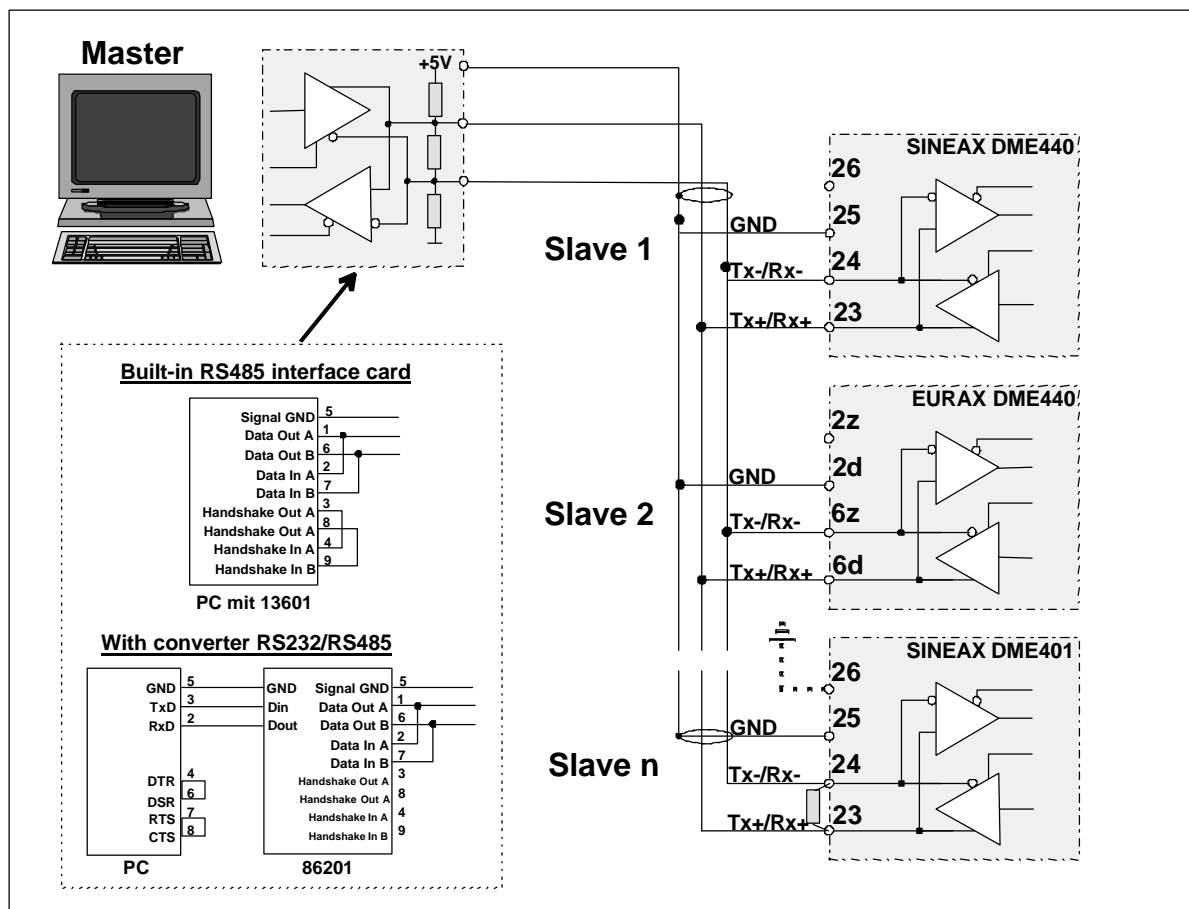 Master
+5V
SINEAX DME440
26
25
GND
Slave 1
24
Tx-/Rx-
23
Tx+/Rx+
EURAX DME440
2z
2d
GND
Slave 2
6z
Tx-/Rx-
6d
Tx+/Rx+
SINEAX DME401
26
25
GND
Slave n
24
Tx-/Rx-
23
Tx+/Rx+
Built-in RS485 interface card
Signal GND 5
Data Out A 1
Data Out B 6
Data In A 2
Data In B 7
Handshake Out A 3
Handshake Out A 8
Handshake In A 4
Handshake In B 9
PC mit 13601
With converter RS232/RS485
GND 5
TxD 3
RxD 2
DTR 4
DSR 6
RTS 7
CTS 8
PC
GND
Din
Dout
Signal GND 5
Data Out A 1
Data Out B 6
Data In A 2
Data In B 7
Handshake Out A 3
Handshake Out A 8
Handshake In A 4
Handshake In B 9
86201